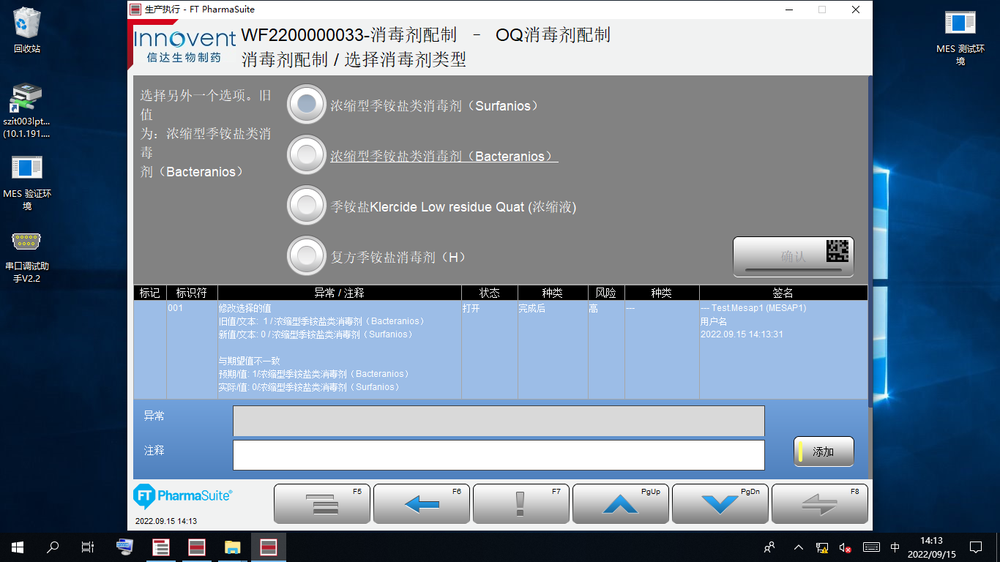 生产执行 - FT PharmaSuite
Innovent
信达生物制药
WF2200000033-消毒剂配制 - OQ消毒剂配制
消毒剂配制 / 选择消毒剂类型
回收站
szit003lpt...
(10.1.191....
MES 验证环
境
串口调试助
手V2.2
MES 测试环
境
选择另外一个选项。旧
值
为：浓缩型季铵盐类消
毒
剂（Bacteranios）
浓缩型季铵盐类消毒剂（Surfanios）
浓缩型季铵盐类消毒剂（Bacteranios）
季铵盐Klercide Low residue Quat (浓缩液)
复方季铵盐消毒剂（H）
确认
标记 标识符 异常 / 注释 状态 种类 风险 种类 签名
001 修改选择的值 打开 完成后 高 --- --- Test.Mesap1 (MESAP1)
旧值/文本: 1 / 浓缩型季铵盐类消毒剂（Bacteranios） 用户名
新值/文本: 0 / 浓缩型季铵盐类消毒剂（Surfanios） 2022.09.15 14:13:31
与期望值不一致
预期/值: 1/浓缩型季铵盐类消毒剂（Bacteranios）
实际/值: 0/浓缩型季铵盐类消毒剂（Surfanios）
异常
注释
添加
FT PharmaSuite®
2022.09.15 14:13
F5 F6 F7 PgUp PgDn F8
中
14:13
2022/09/15